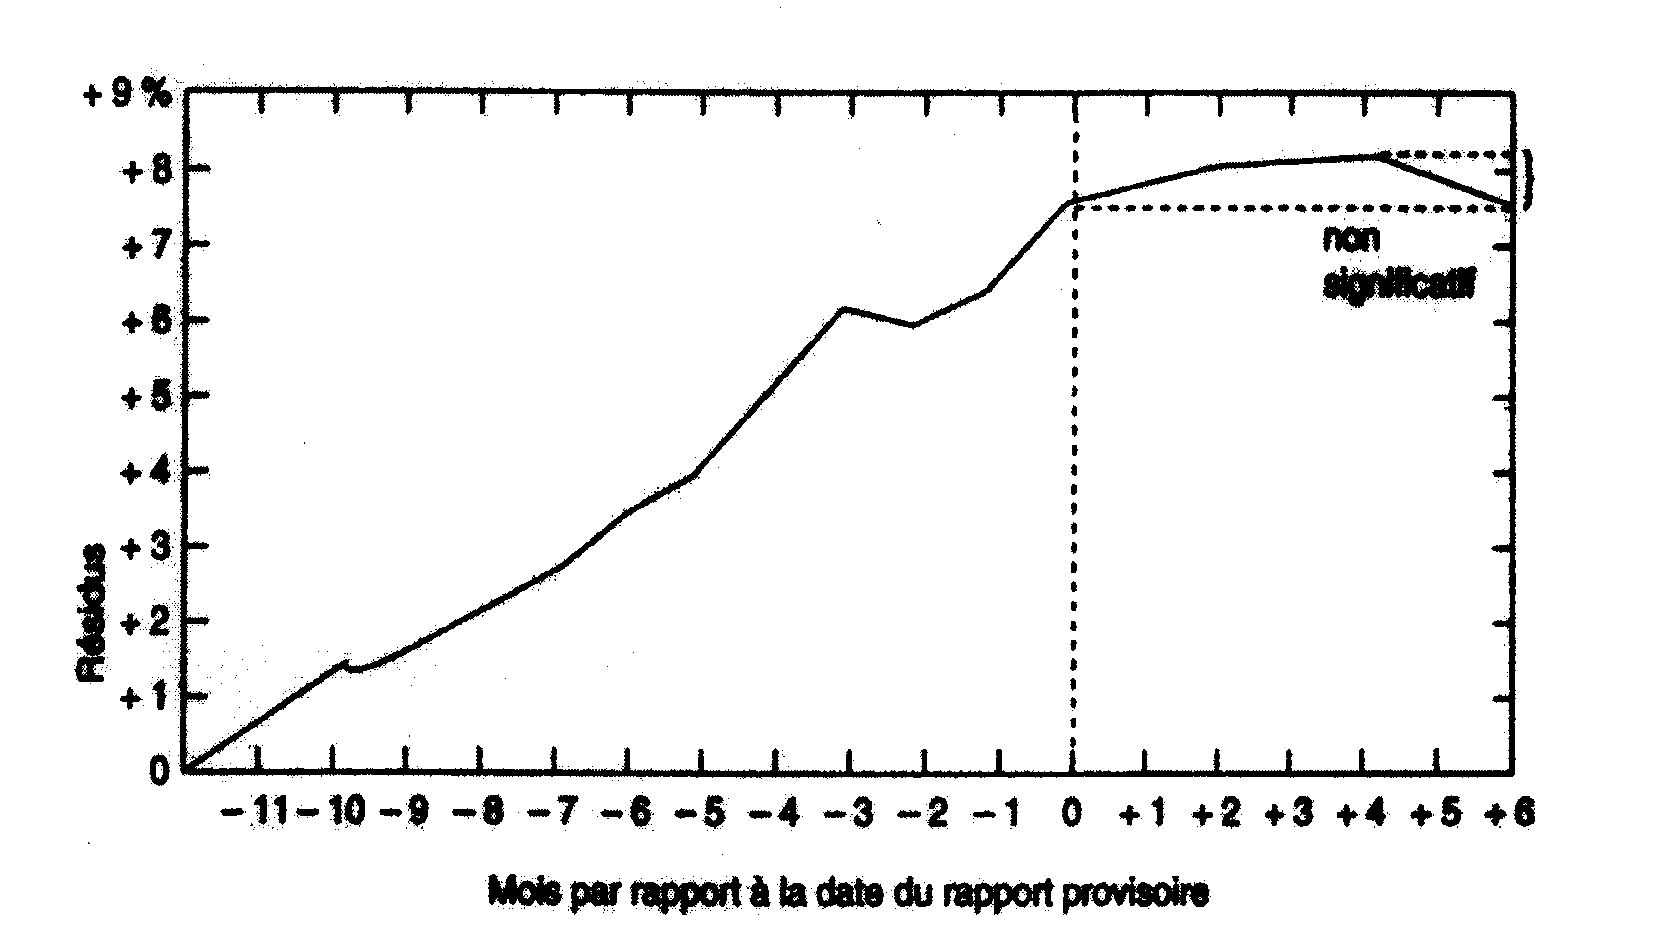 + 9 %
+ 8
+ 7
+ 6
+ 5
+ 4
+ 3
+ 2
+ 1
0
Résidus
non
significatif
− 11 − 10 − 9 − 8 − 7 − 6 − 5 − 4 − 3 − 2 − 1 0 + 1 + 2 + 3 + 4 + 5 + 6
Mois par rapport à la date du rapport provisoire